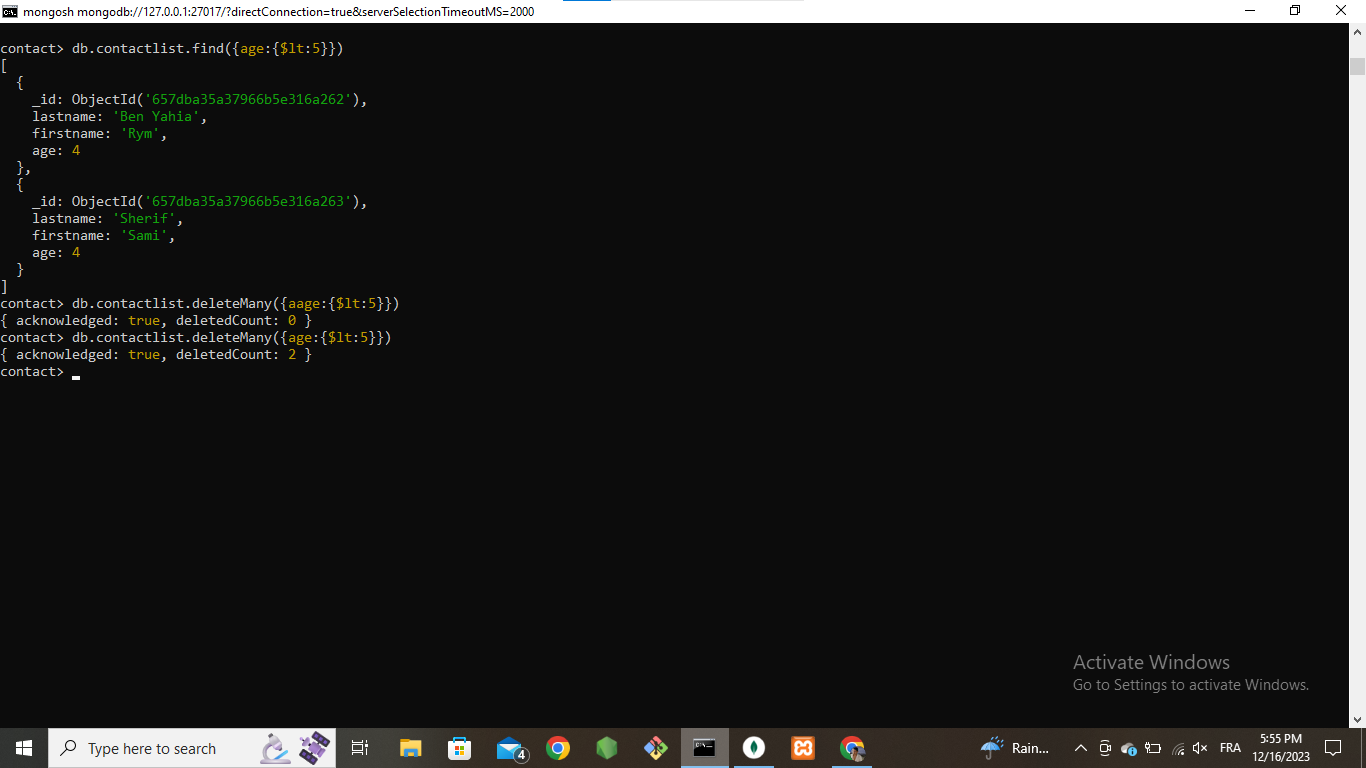 mongosh mongodb://127.0.0.1:27017/?directConnection=true&serverSelectionTimeoutMS=2000
contact> db.contactlist.find({age:{$lt:5}})
[
  {
    _id: ObjectId('657dba35a37966b5e316a262'),
    lastname: 'Ben Yahia',
    firstname: 'Rym',
    age: 4
  },
  {
    _id: ObjectId('657dba35a37966b5e316a263'),
    lastname: 'Sherif',
    firstname: 'Sami',
    age: 4
  }
]
contact> db.contactlist.deleteMany({aage:{$lt:5}})
{ acknowledged: true, deletedCount: 0 }
contact> db.contactlist.deleteMany({age:{$lt:5}})
{ acknowledged: true, deletedCount: 2 }
contact>
Activate Windows
Go to Settings to activate Windows.
Type here to search
4
Rain...
FRA
5:55 PM
12/16/2023